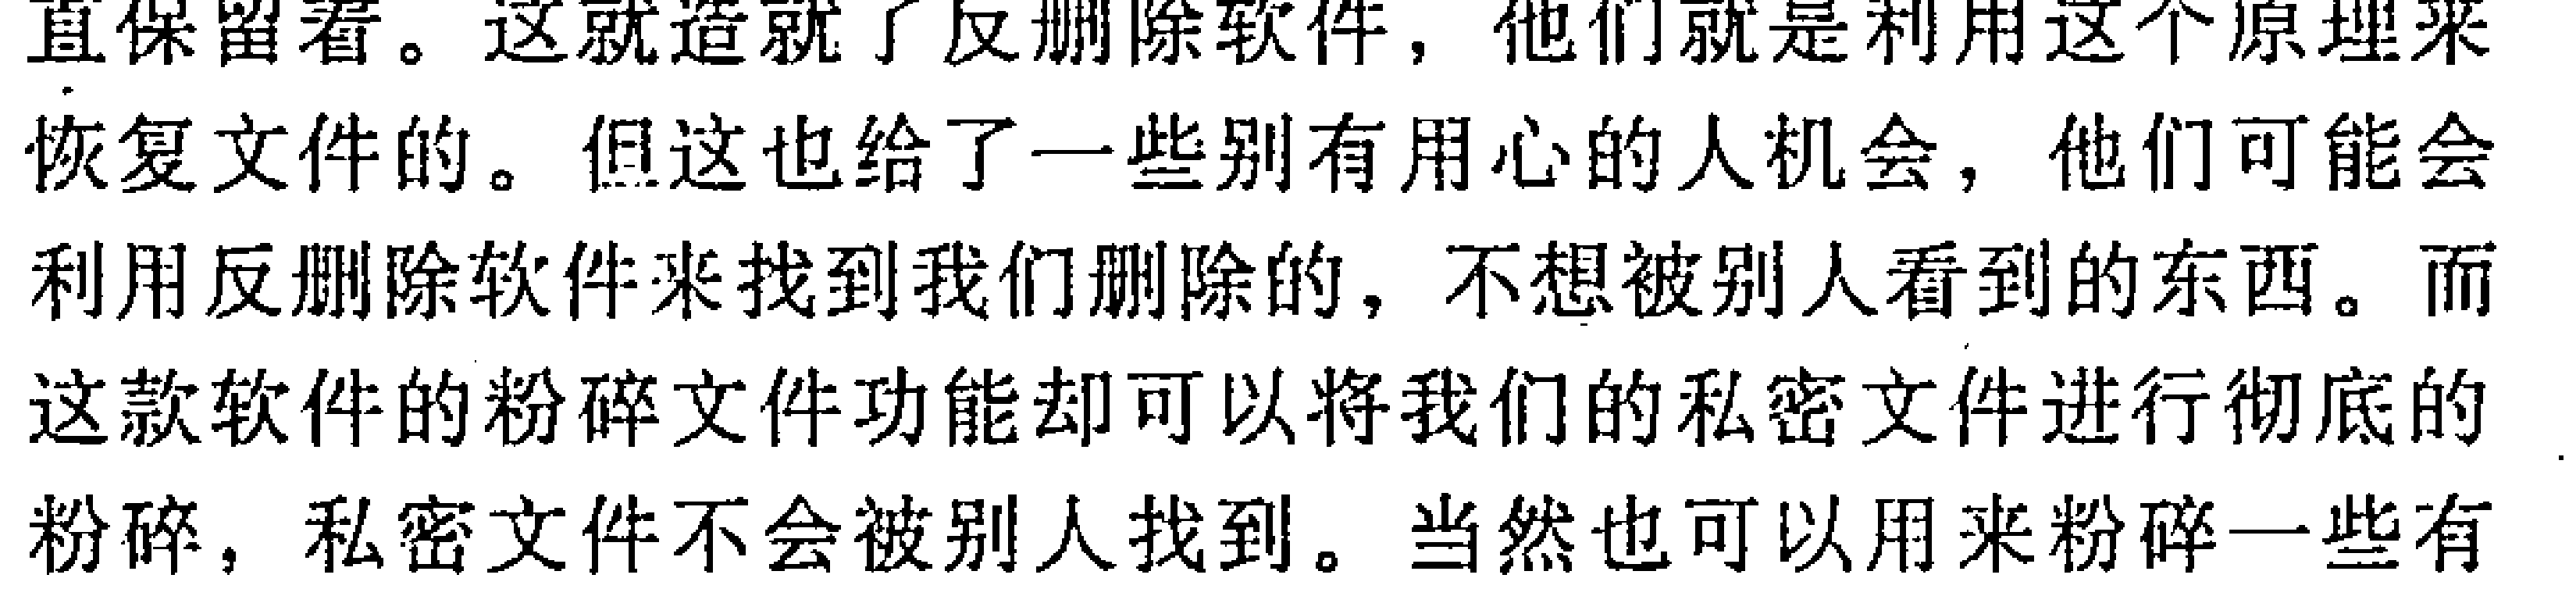 直保留着。这就造就了反删除软件，他们就是利用这个原理来
恢复文件的。但这也给了一些别有用心的人机会，他们可能会
利用反删除软件来找到我们删除的，不想被别人看到的东西。而
这款软件的粉碎文件功能却可以将我们的私密文件进行彻底的
粉碎，私密文件不会被别人找到。当然也可以用来粉碎一些有